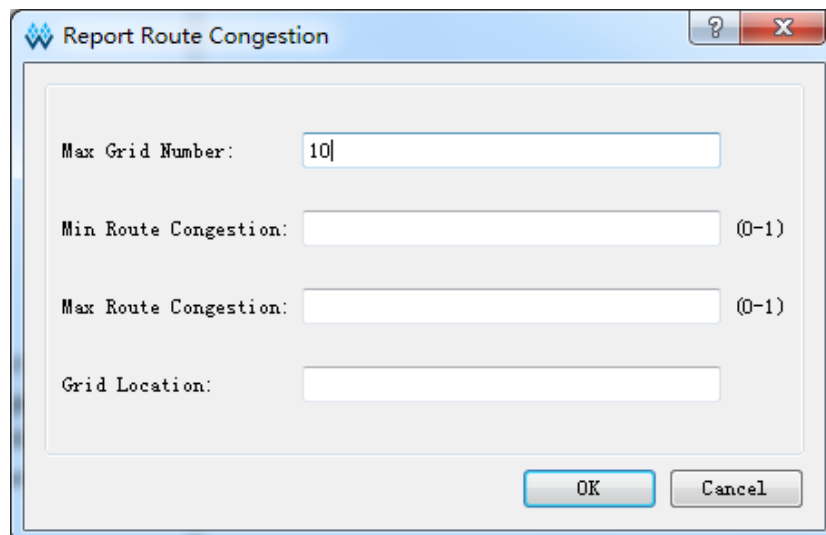 Report Route Congestion
Max Grid Number: 10
Min Route Congestion: (0-1)
Max Route Congestion: (0-1)
Grid Location:
OK Cancel